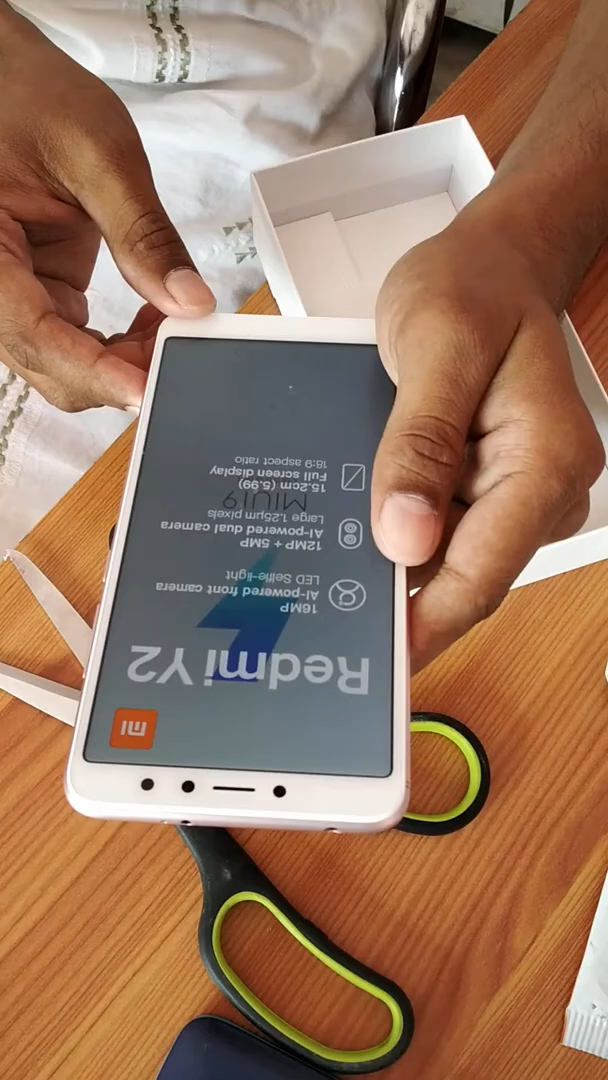 mi
Redmi Y2
16MP
AI-powered front camera
LED Selfie-light
12MP + 5MP
AI-powered dual camera
Large 1.25μm pixels
MIUI9
15.2cm (5.99)
Full screen display
18:9 aspect ratio